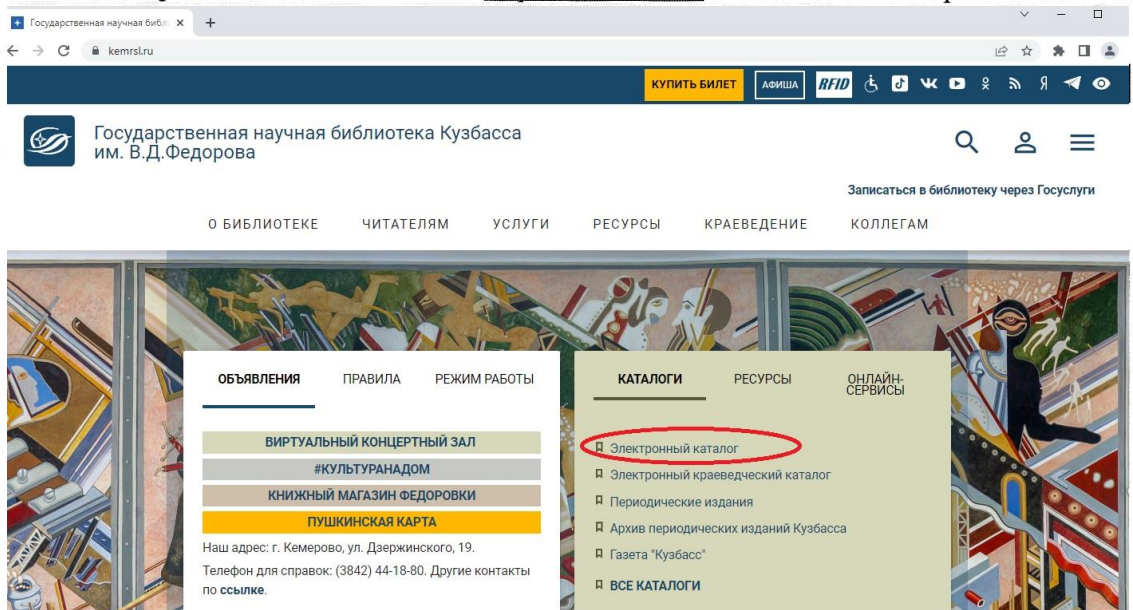 Государственная научная библ
kemrsl.ru
КУПИТЬ БИЛЕТ АФИША RFID Я
Государственная научная библиотека Кузбасса
им. В.Д.Федорова
Записаться в библиотеку через Госуслуги
О БИБЛИОТЕКЕ ЧИТАТЕЛЯМ УСЛУГИ РЕСУРСЫ КРАЕВЕДЕНИЕ КОЛЛЕГАМ
ОБЪЯВЛЕНИЯ ПРАВИЛА РЕЖИМ РАБОТЫ
ВИРТУАЛЬНЫЙ КОНЦЕРТНЫЙ ЗАЛ
#КУЛЬТУРАНАДОМ
КНИЖНЫЙ МАГАЗИН ФЕДОРОВКИ
ПУШКИНСКАЯ КАРТА
Наш адрес: г. Кемерово, ул. Дзержинского, 19.
Телефон для справок: (3842) 44-18-80. Другие контакты
по ссылке.
КАТАЛОГИ РЕСУРСЫ ОНЛАЙН-
СЕРВИСЫ
Электронный каталог
Электронный краеведческий каталог
Периодические издания
Архив периодических изданий Кузбасса
Газета "Кузбасс"
ВСЕ КАТАЛОГИ